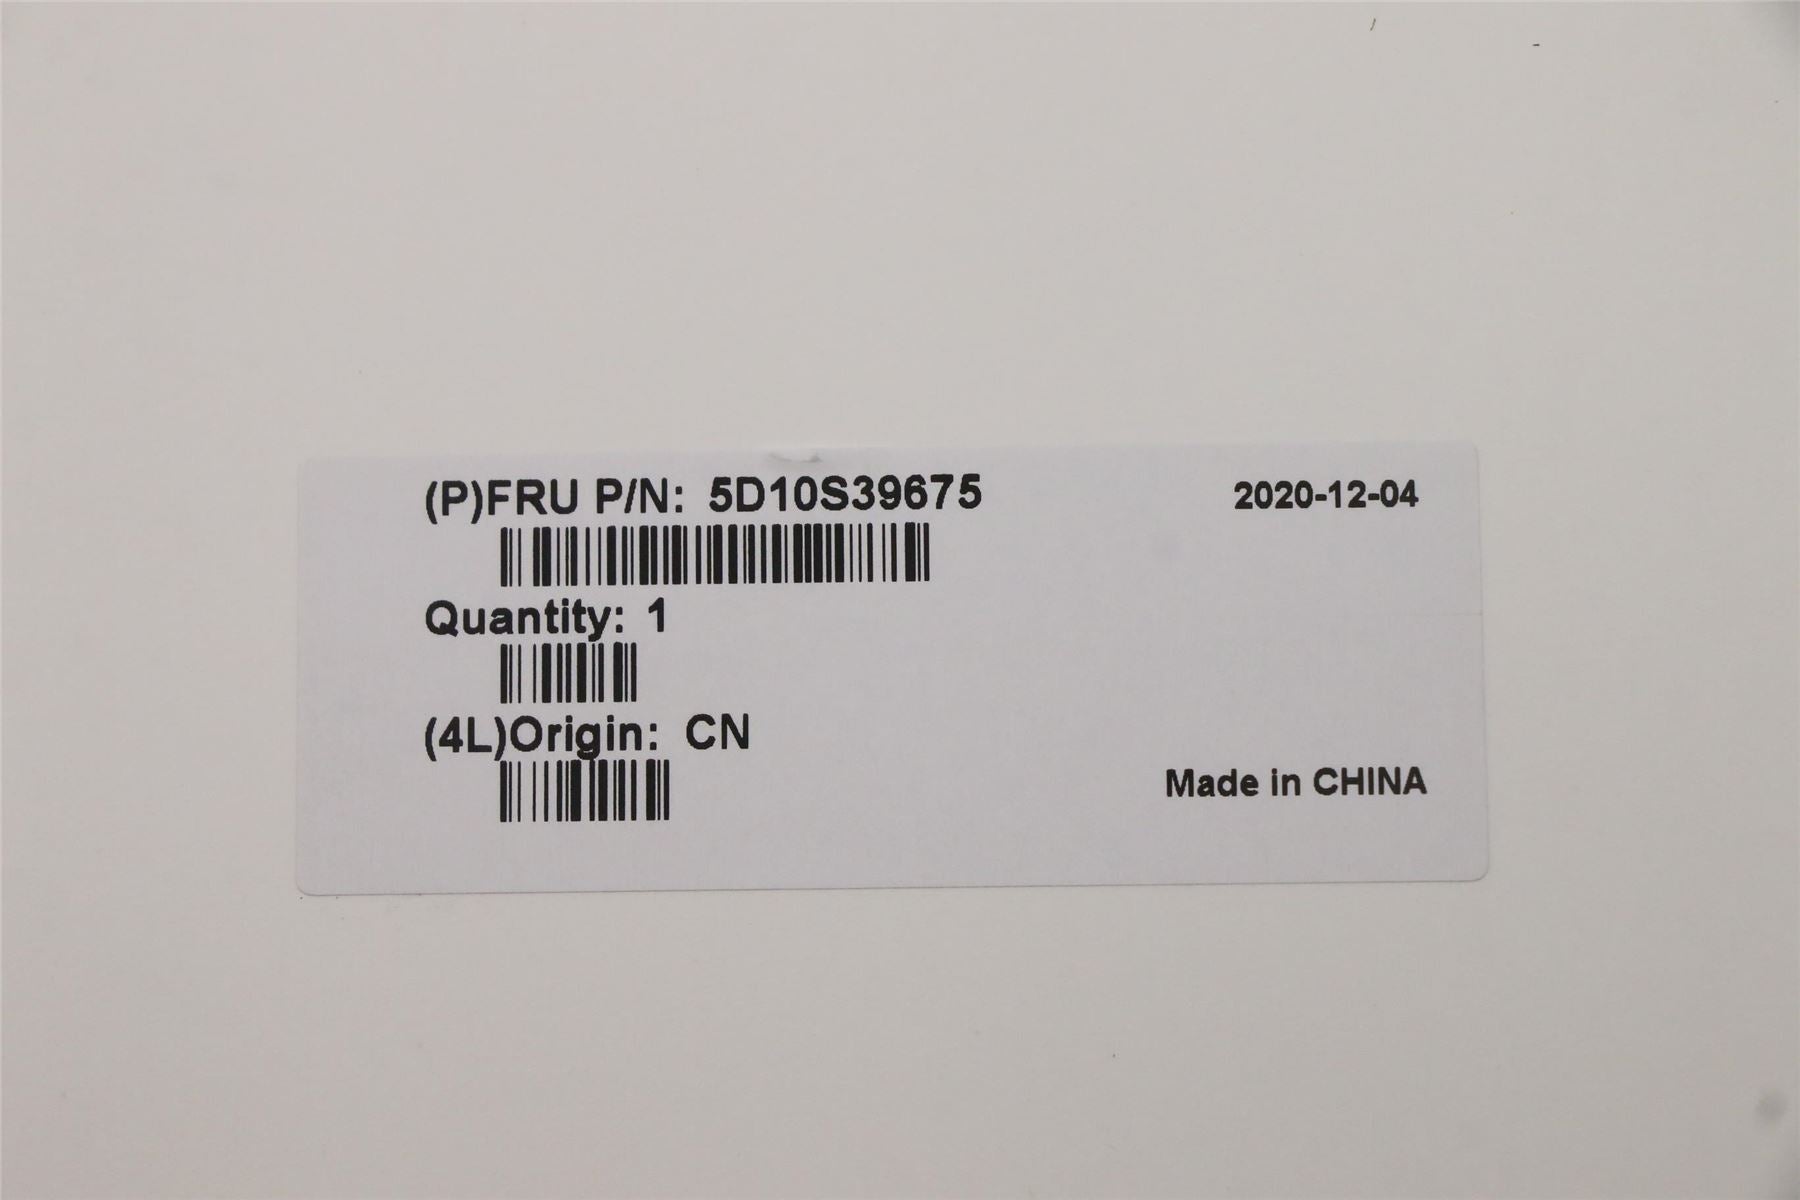 (P)FRU P/N: 5D10S39675
2020-12-04
Quantity: 1
(4L)Origin: CN
Made in CHINA